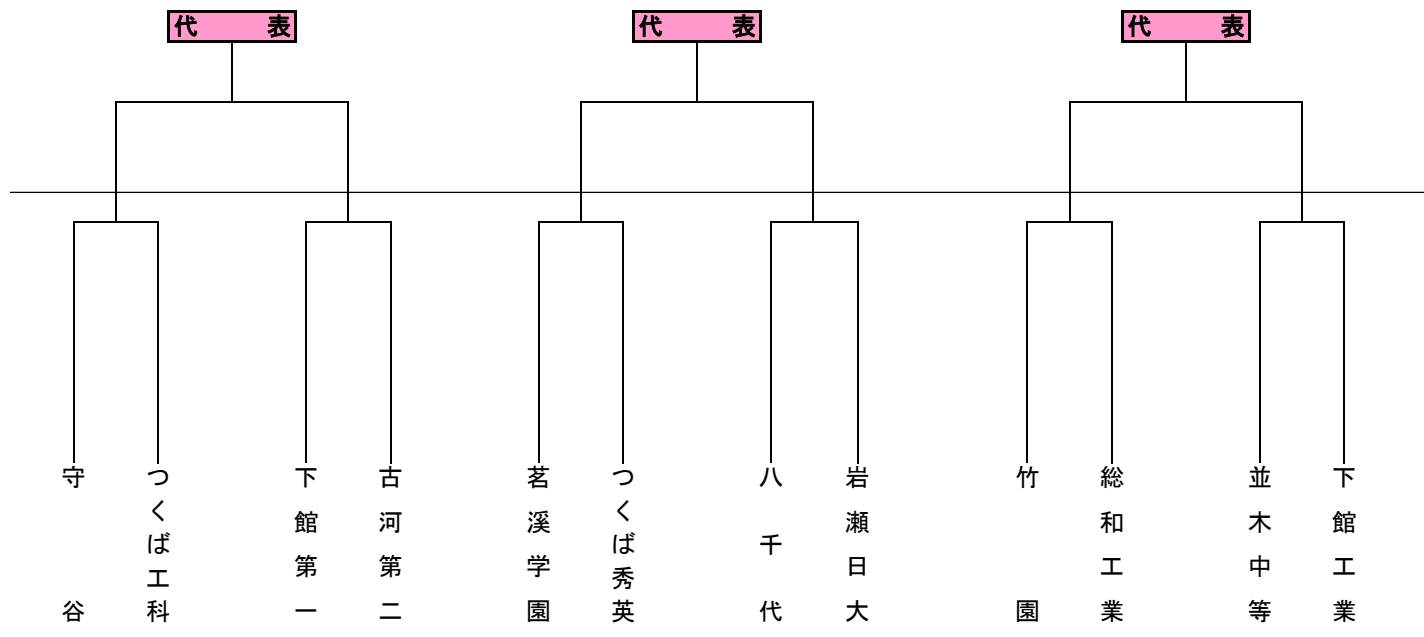 代表
代表
代表
守谷
つくば工科
下館第一
古河第二
茗溪学園
つくば秀英
八千代
岩瀬日大
竹園
総和工業
並木中等
下館工業